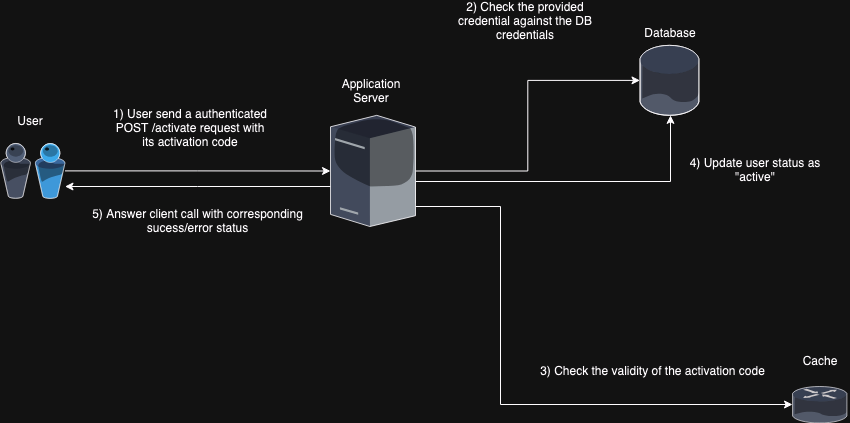 2) Check the provided
credential against the DB
credentials
Database
Application
Server
User
1) User send a authenticated
POST /activate request with
its activation code
4) Update user status as
"active"
5) Answer client call with corresponding
sucess/error status
Cache
3) Check the validity of the activation code